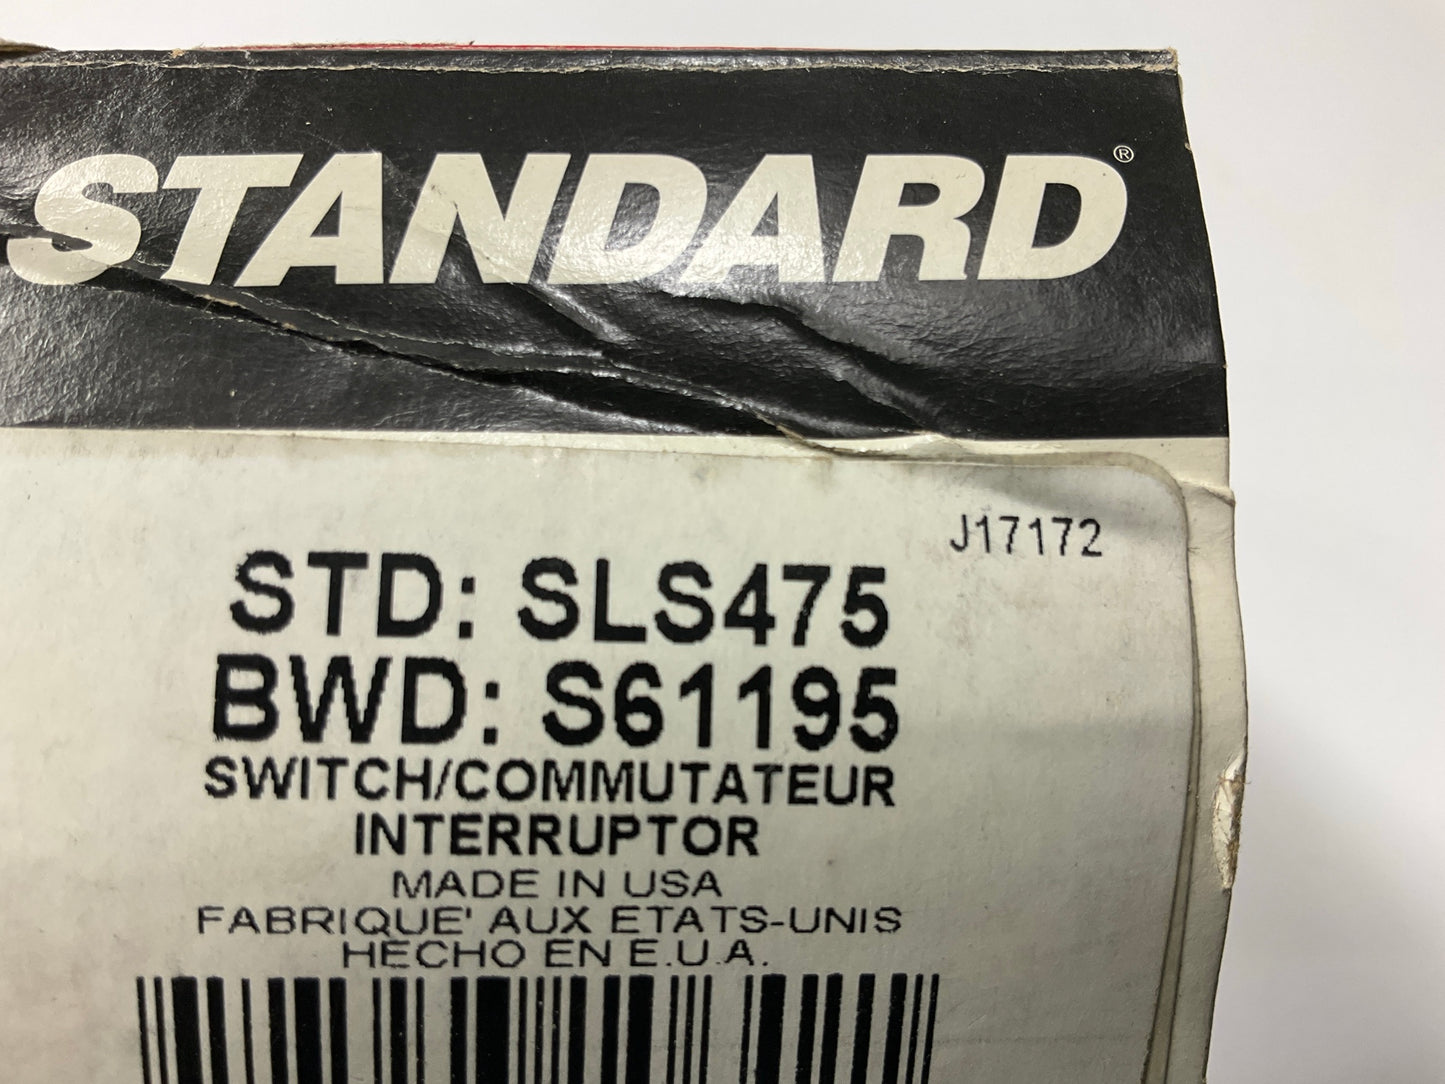 STANDARD®
J17172
STD: SLS475
BWD: S61195
SWITCH/COMMUTATEUR
INTERRUPTOR
MADE IN USA
FABRIQUE' AUX ETATS-UNIS
HECHO EN E.U.A.